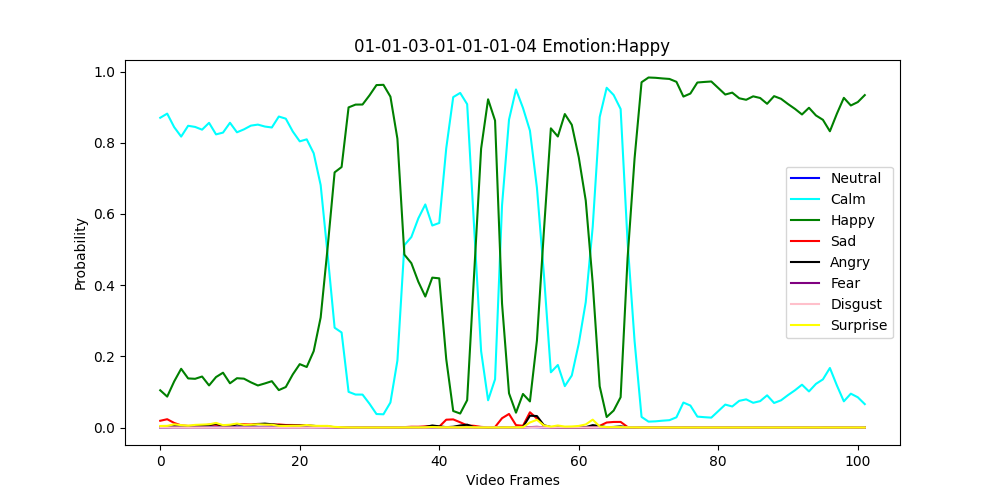 01-01-03-01-01-01-04 Emotion:Happy
1.0
0.8
0.6
0.4
0.2
0.0
Probability
0
20
40
60
80
100
Video Frames
Neutral
Calm
Happy
Sad
Angry
Fear
Disgust
Surprise